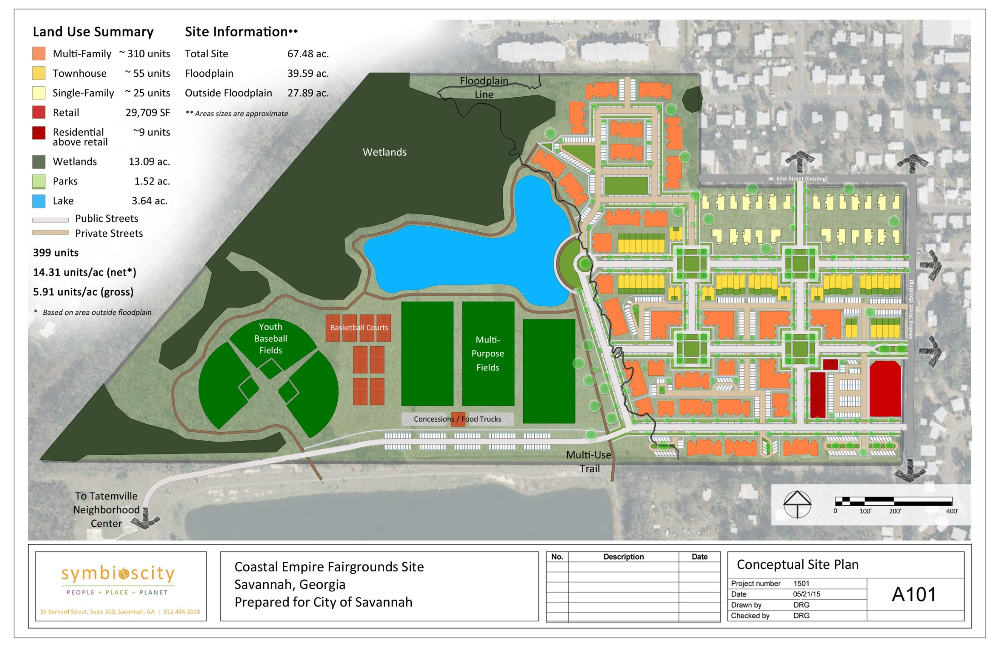 Land Use Summary
Multi-Family ~ 310 units
Townhouse ~ 55 units
Single-Family ~ 25 units
Retail 29,709 SF
Residential above retail ~9 units
Wetlands 13.09 ac.
Parks 1.52 ac.
Lake 3.64 ac.
Public Streets
Private Streets
399 units
14.31 units/ac (net*)
5.91 units/ac (gross)
* Based on area outside floodplain
Site Information**
Total Site 67.48 ac.
Floodplain 39.59 ac.
Outside Floodplain 27.89 ac.
** Areas sizes are approximate
Floodplain
Line
Wetlands
W. 61st Street (Existing)
Meding Street (Existing)
Youth
Baseball
Fields
Basketball Courts
Multi-
Purpose
Fields
Concessions / Food Trucks
Multi-Use
Trail
To Tatemville
Neighborhood
Center
0 100' 200' 400'
symbioscity
PEOPLE + PLACE + PLANET
35 Barnard Street, Suite 300, Savannah, GA | 912.484.2018
Coastal Empire Fairgrounds Site
Savannah, Georgia
Prepared for City of Savannah
No. Description Date
Conceptual Site Plan
Project number 1501
Date 05/21/15
Drawn by DRG
Checked by DRG
A101